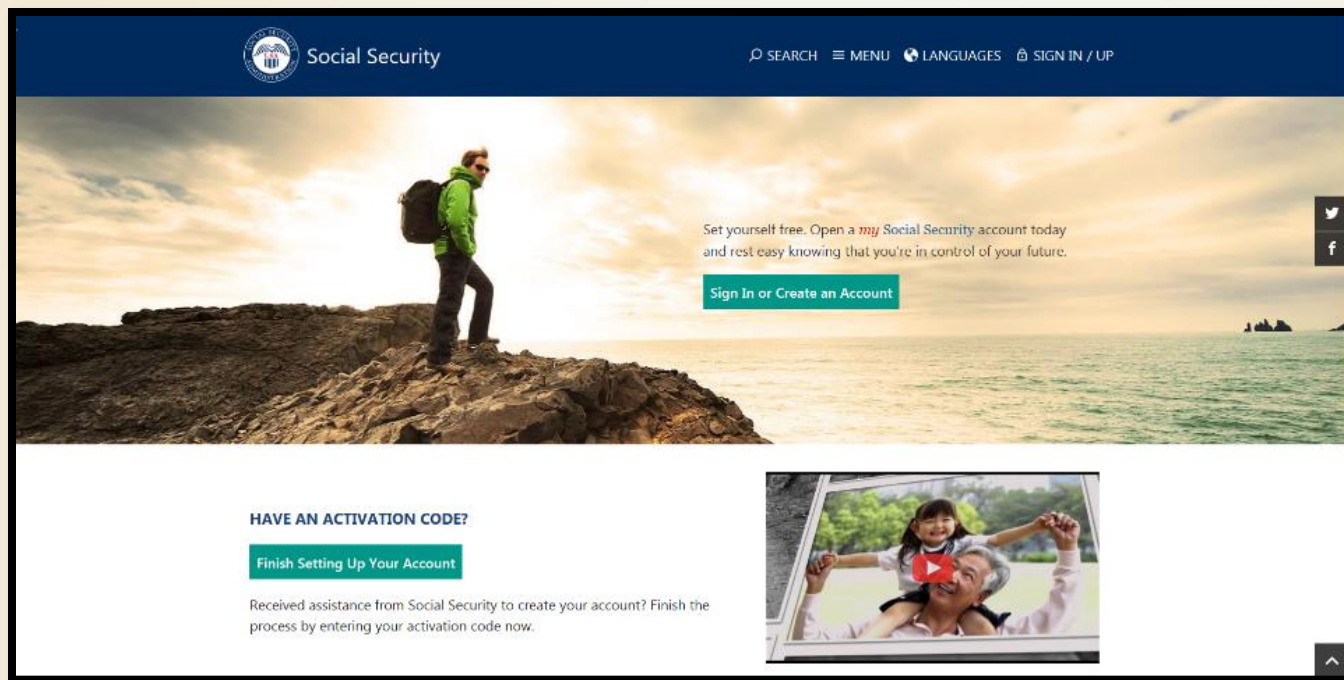 Social Security
SEARCH MENU LANGUAGES SIGN IN / UP
Set yourself free. Open a my Social Security account today
and rest easy knowing that you're in control of your future.
Sign In or Create an Account
HAVE AN ACTIVATION CODE?
Finish Setting Up Your Account
Received assistance from Social Security to create your account? Finish the
process by entering your activation code now.